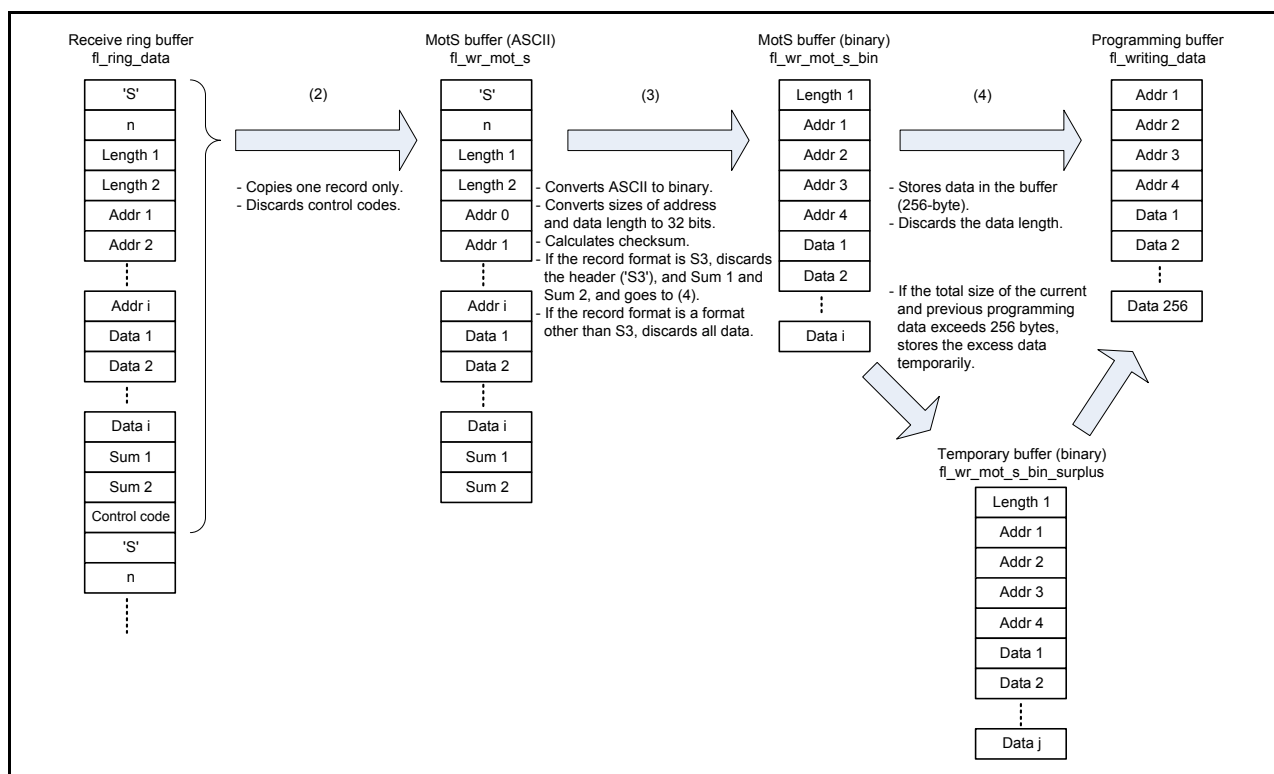 Receive ring buffer
fl_ring_data
'S'
n
Length 1
Length 2
Addr 1
Addr 2
Addr i
Data 1
Data 2
Data i
Sum 1
Sum 2
Control code
'S'
n
(2)
- Copies one record only.
- Discards control codes.
MotS buffer (ASCII)
fl_wr_mot_s
'S'
n
Length 1
Length 2
Addr 0
Addr 1
Addr i
Data 1
Data 2
Data i
Sum 1
Sum 2
(3)
- Converts ASCII to binary.
- Converts sizes of address
and data length to 32 bits.
- Calculates checksum.
- If the record format is S3, discards
the header ('S3'), and Sum 1 and
Sum 2, and goes to (4).
- If the record format is a format
other than S3, discards all data.
MotS buffer (binary)
fl_wr_mot_s_bin
Length 1
Addr 1
Addr 2
Addr 3
Addr 4
Data 1
Data 2
Data i
(4)
- Stores data in the buffer
(256-byte).
- Discards the data length.
- If the total size of the current
and previous programming
data exceeds 256 bytes,
stores the excess data
temporarily.
Programming buffer
fl_writing_data
Addr 1
Addr 2
Addr 3
Addr 4
Data 1
Data 2
Data 256
Temporary buffer (binary)
fl_wr_mot_s_bin_surplus
Length 1
Addr 1
Addr 2
Addr 3
Addr 4
Data 1
Data 2
Data j